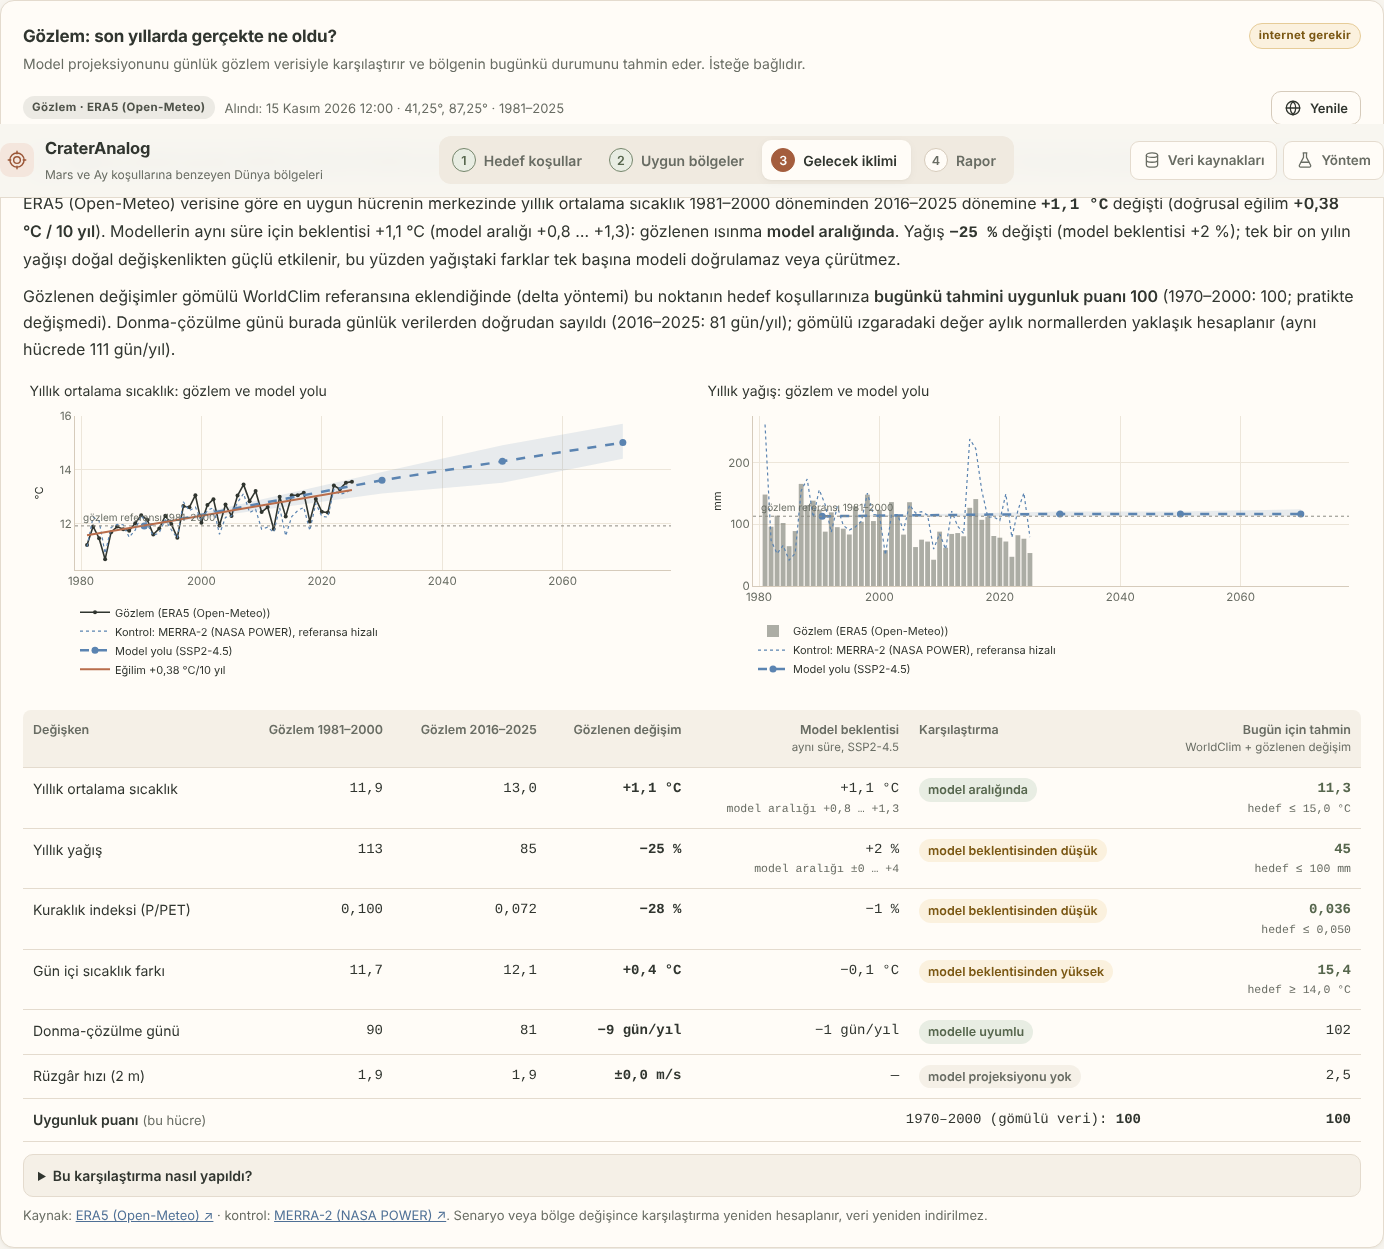 Gözlem: son yıllarda gerçekte ne oldu?
internet gerekir
Model projeksiyonunu günlük gözlem verisiyle karşılaştırır ve bölgenin bugünkü durumunu tahmin eder. İsteğe bağlıdır.
Gözlem · ERA5 (Open-Meteo)
Alındı: 15 Kasım 2026 12:00 · 41,25°, 87,25° · 1981–2025
Yenile
CraterAnalog
Mars ve Ay koşullarına benzeyen Dünya bölgeleri
1 Hedef koşullar
2 Uygun bölgeler
3 Gelecek iklimi
4 Rapor
Veri kaynakları
Yöntem
ERA5 (Open-Meteo) verisine göre en uygun hücrenin merkezinde yıllık ortalama sıcaklık 1981–2000 döneminden 2016–2025 dönemine +1,1 °C değişti (doğrusal eğilim +0,38
°C / 10 yıl). Modellerin aynı süre için beklentisi +1,1 °C (model aralığı +0,8 … +1,3): gözlenen ısınma model aralığında. Yağış −25 % değişti (model beklentisi +2 %); tek bir on yılın
yağışı doğal değişkenlikten güçlü etkilenir, bu yüzden yağıştaki farklar tek başına modeli doğrulamaz veya çürütmez.
Gözlenen değişimler gömülü WorldClim referansına eklendiğinde (delta yöntemi) bu noktanın hedef koşullarınıza bugünkü tahmini uygunluk puanı 100 (1970–2000: 100; pratikte
değişmedi). Donma-çözülme günü burada günlük verilerden doğrudan sayıldı (2016–2025: 81 gün/yıl); gömülü ızgaradaki değer aylık normallerden yaklaşık hesaplanır (aynı
hücrede 111 gün/yıl).
Yıllık ortalama sıcaklık: gözlem ve model yolu
16
14
12
°C
gözlem referansı 1981–2000
1980 2000 2020 2040 2060
Gözlem (ERA5 (Open-Meteo))
Kontrol: MERRA-2 (NASA POWER), referansa hizalı
Model yolu (SSP2-4.5)
Eğilim +0,38 °C/10 yıl
Yıllık yağış: gözlem ve model yolu
200
100
0
mm
gözlem referansı 1981–2000
1980 2000 2020 2040 2060
Gözlem (ERA5 (Open-Meteo))
Kontrol: MERRA-2 (NASA POWER), referansa hizalı
Model yolu (SSP2-4.5)
Değişken Gözlem 1981–2000 Gözlem 2016–2025 Gözlenen değişim Model beklentisi Karşılaştırma Bugün için tahmin
aynı süre, SSP2-4.5 WorldClim + gözlenen değişim
Yıllık ortalama sıcaklık 11,9 13,0 +1,1 °C +1,1 °C model aralığında 11,3
model aralığı +0,8 … +1,3 hedef ≤ 15,0 °C
Yıllık yağış 113 85 −25 % +2 % model beklentisinden düşük 45
model aralığı ±0 … +4 hedef ≤ 100 mm
Kuraklık indeksi (P/PET) 0,100 0,072 −28 % −1 % model beklentisinden düşük 0,036
hedef ≤ 0,050
Gün içi sıcaklık farkı 11,7 12,1 +0,4 °C −0,1 °C model beklentisinden yüksek 15,4
hedef ≥ 14,0 °C
Donma-çözülme günü 90 81 −9 gün/yıl −1 gün/yıl modelle uyumlu 102
Rüzgâr hızı (2 m) 1,9 1,9 ±0,0 m/s — model projeksiyonu yok 2,5
Uygunluk puanı (bu hücre) 1970–2000 (gömülü veri): 100 100
▶ Bu karşılaştırma nasıl yapıldı?
Kaynak: ERA5 (Open-Meteo) ↗ · kontrol: MERRA-2 (NASA POWER) ↗. Senaryo veya bölge değişince karşılaştırma yeniden hesaplanır, veri yeniden indirilmez.